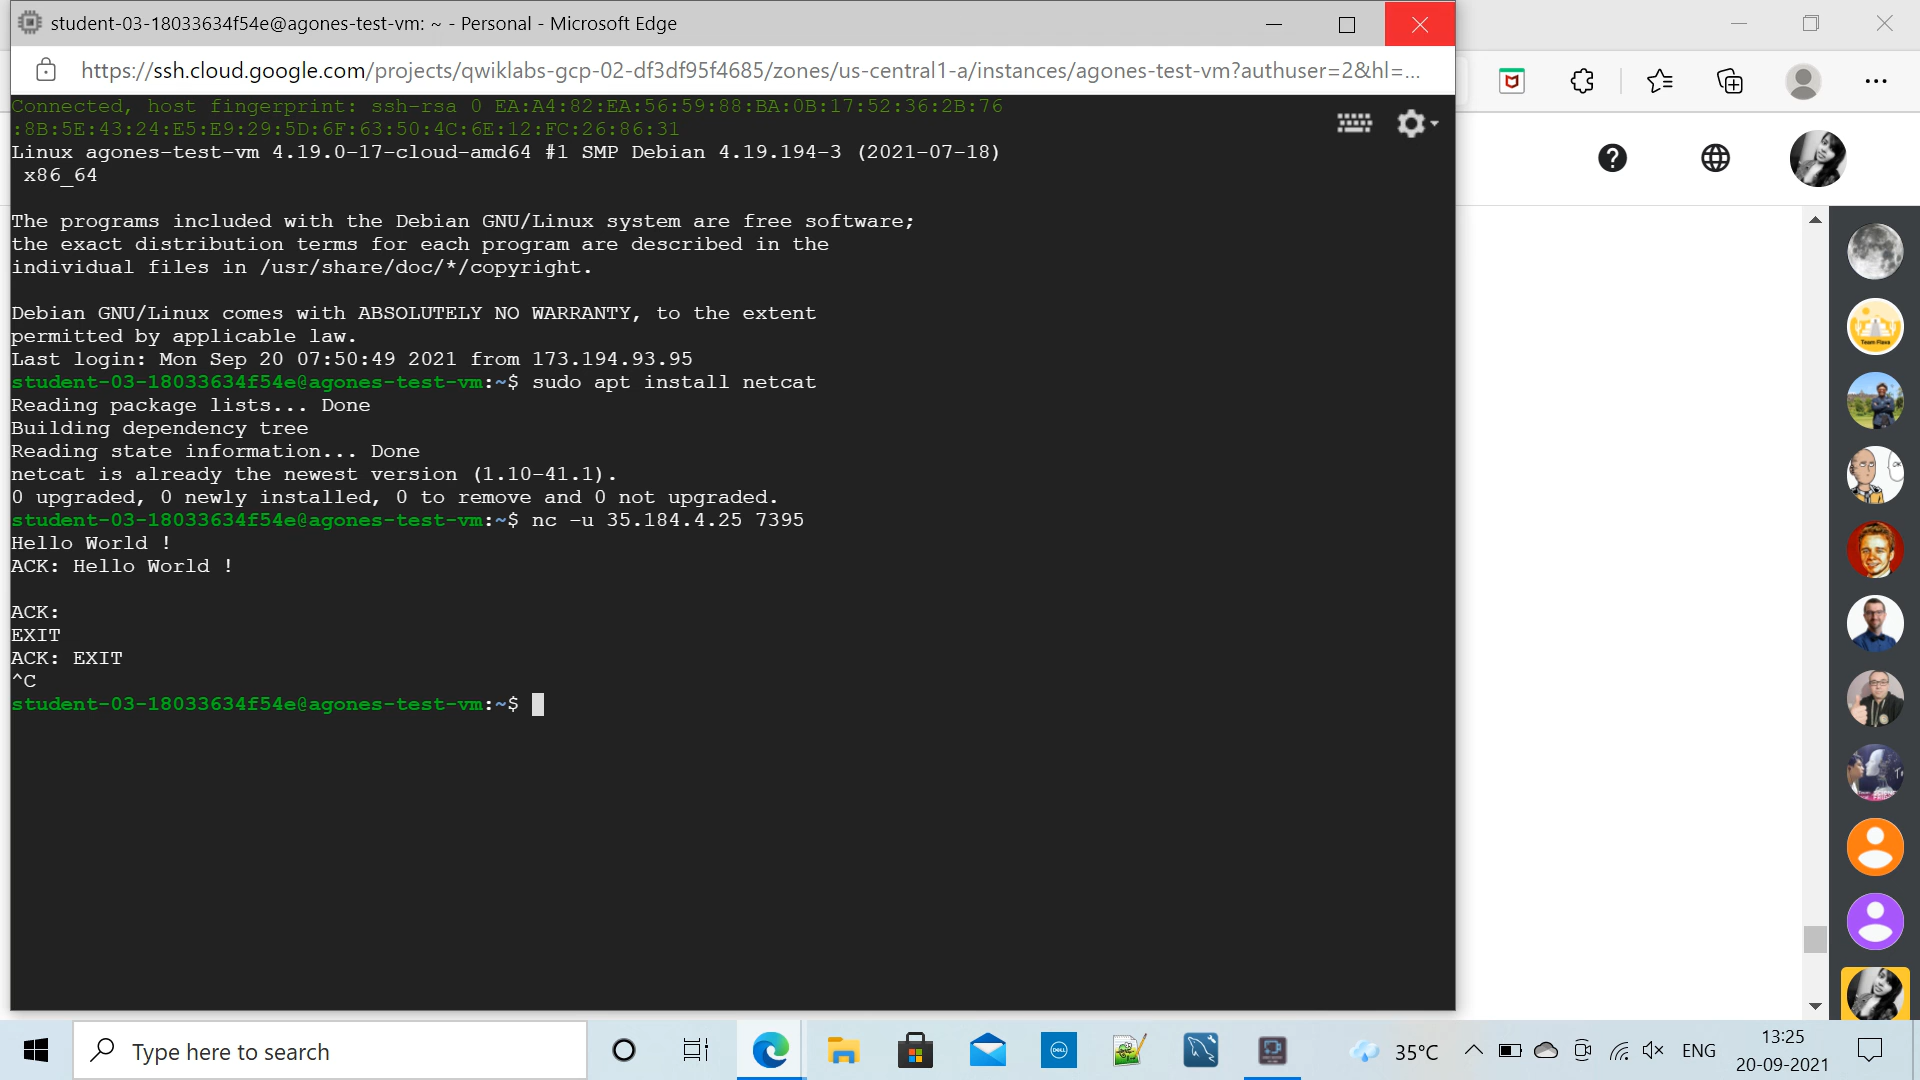 student-03-18033634f54e@agones-test-vm: ~ - Personal - Microsoft Edge
https://ssh.cloud.google.com/projects/qwiklabs-gcp-02-df3df95f4685/zones/us-central1-a/instances/agones-test-vm?authuser=2&hl=...
Connected, host fingerprint: ssh-rsa 0 EA:A4:82:EA:56:59:88:BA:0B:17:52:36:2B:76
:8B:5E:43:24:E5:E9:29:5D:6F:63:50:4C:6E:12:FC:26:86:31
Linux agones-test-vm 4.19.0-17-cloud-amd64 #1 SMP Debian 4.19.194-3 (2021-07-18)
x86_64
The programs included with the Debian GNU/Linux system are free software;
the exact distribution terms for each program are described in the
individual files in /usr/share/doc/*/copyright.
Debian GNU/Linux comes with ABSOLUTELY NO WARRANTY, to the extent
permitted by applicable law.
Last login: Mon Sep 20 07:50:49 2021 from 173.194.93.95
student-03-18033634f54e@agones-test-vm:~$ sudo apt install netcat
Reading package lists... Done
Building dependency tree
Reading state information... Done
netcat is already the newest version (1.10-41.1).
0 upgraded, 0 newly installed, 0 to remove and 0 not upgraded.
student-03-18033634f54e@agones-test-vm:~$ nc -u 35.184.4.25 7395
Hello World !
ACK: Hello World !
ACK:
EXIT
ACK: EXIT
^C
student-03-18033634f54e@agones-test-vm:~$
Team Flava
DELL
Type here to search
35°C
ENG
13:25
20-09-2021